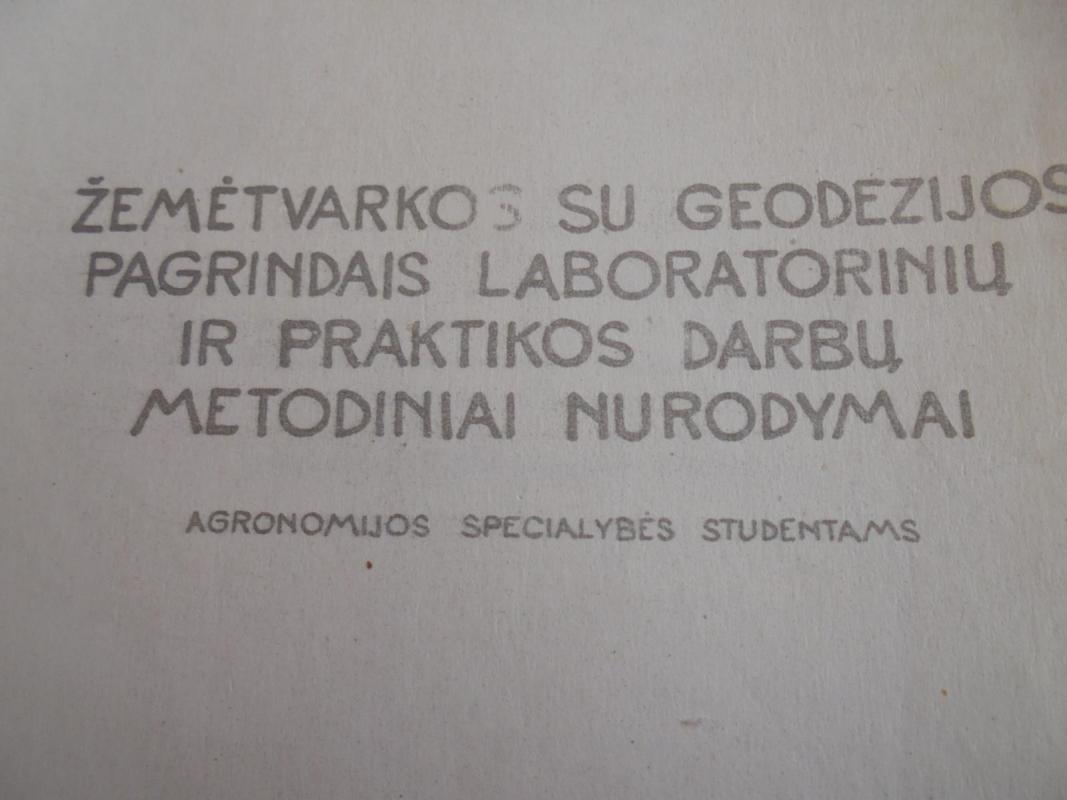 ŽEMĖTVARKOS SU GEODEZIJOS
PAGRINDAIS LABORATORINIŲ
IR PRAKTIKOS DARBŲ
METODINIAI NURODYMAI
AGRONOMIJOS SPECIALYBĖS STUDENTAMS